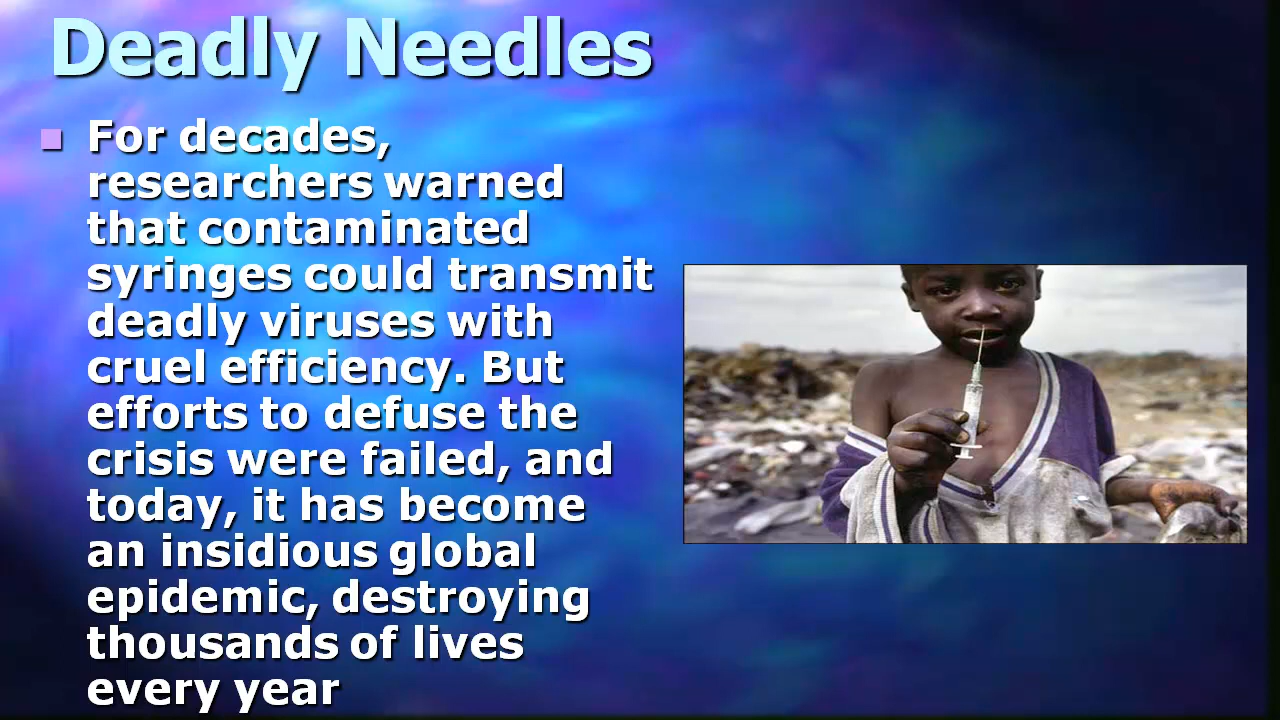 Deadly Needles
For decades,
researchers warned
that contaminated
syringes could transmit
deadly viruses with
cruel efficiency. But
efforts to defuse the
crisis were failed, and
today, it has become
an insidious global
epidemic, destroying
thousands of lives
every year